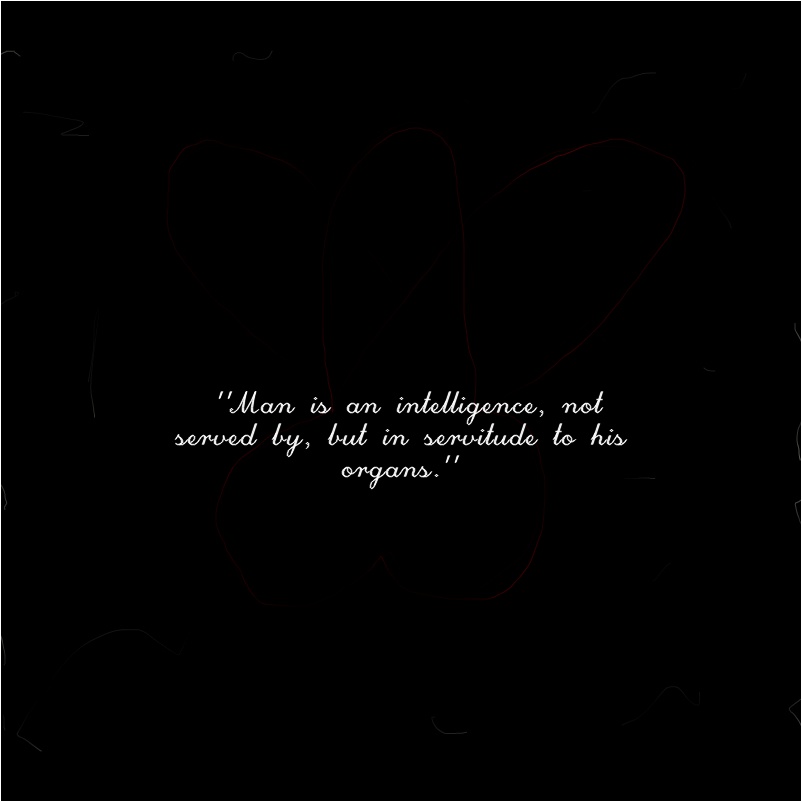 "Man is an intelligence, not
served by, but in servitude to his
organs."